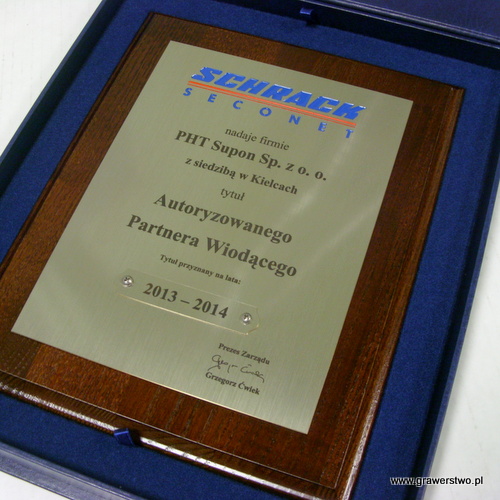 SCHRACK
SECONET
nadaje firmie
PHT Supon Sp. z o. o.
z siedzibą w Kielcach
tytuł
Autoryzowanego
Partnera Wiodącego
Tytuł przyznany na lata:
2013 – 2014
Prezes Zarządu
Grzegorz Ćwiek
www.grawerstwo.pl